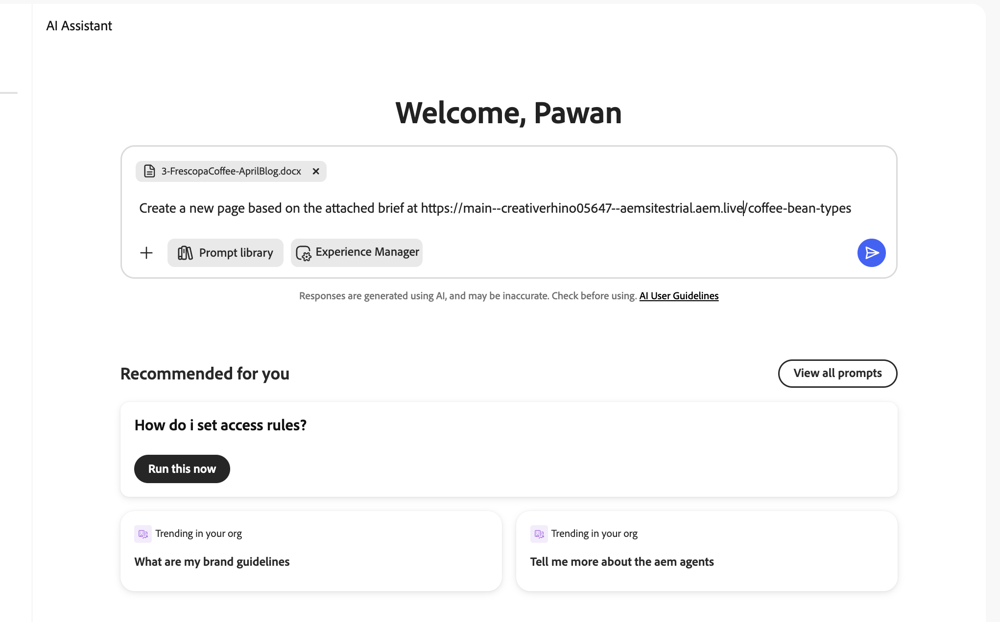 AI Assistant
Welcome, Pawan
3-FrescopaCoffee-AprilBlog.docx
Create a new page based on the attached brief at https://main--creativerhino05647--aemsitestrial.aem.live/coffee-bean-types
Prompt library
Experience Manager
Responses are generated using AI, and may be inaccurate. Check before using. AI User Guidelines
Recommended for you
View all prompts
How do i set access rules?
Run this now
Trending in your org
What are my brand guidelines
Trending in your org
Tell me more about the aem agents